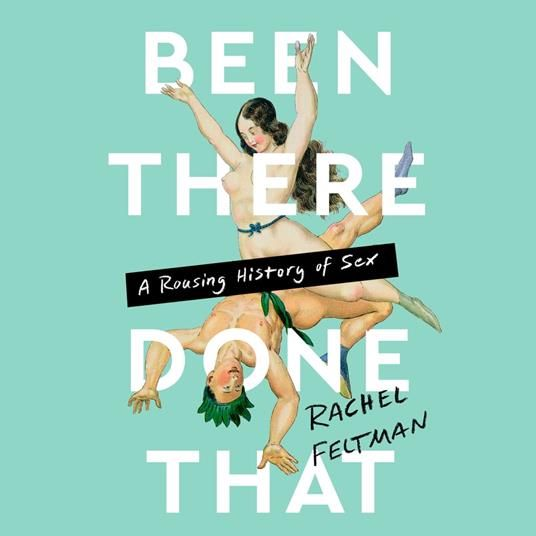 BEEN
THERE
A Rousing History of Sex
DONE
RACHEL
FELTMAN
THAT